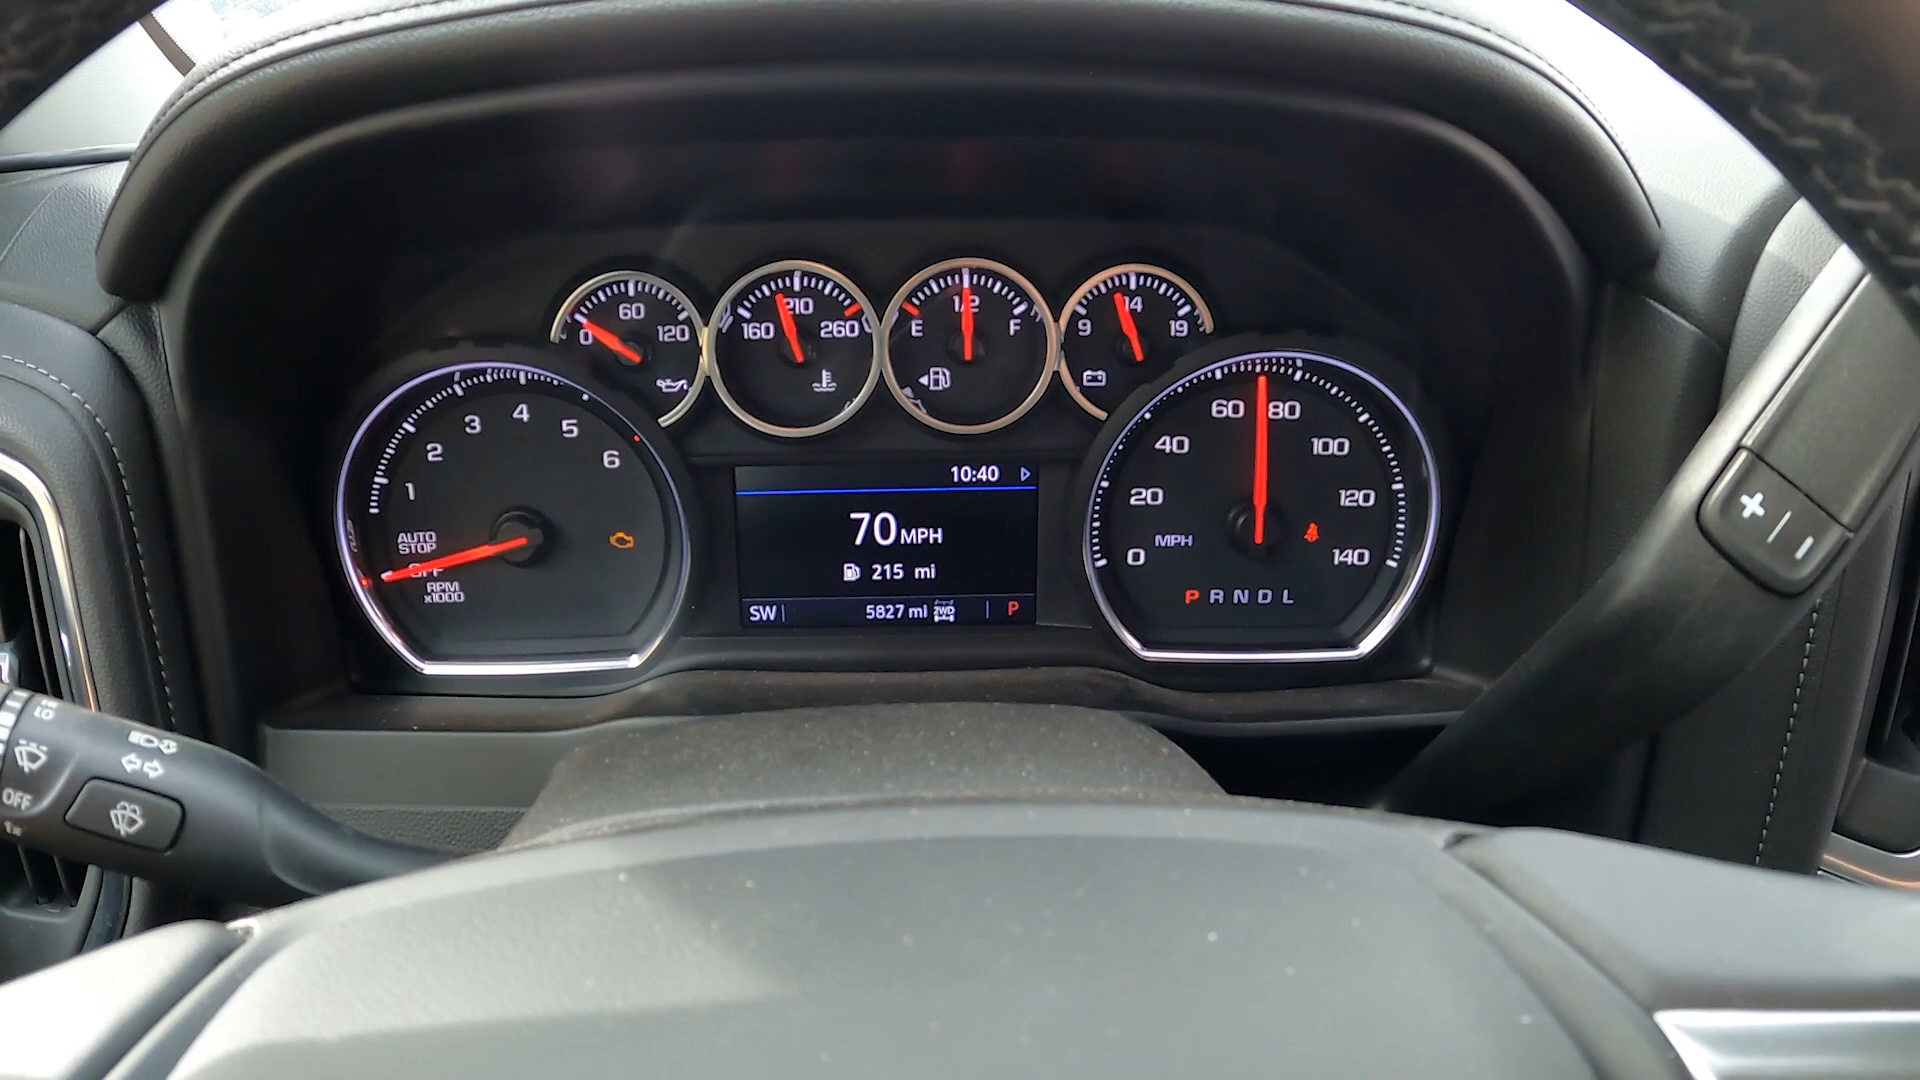 0 60 120
160 210 260
E 1/2 F
9 14 19
1 2 3 4 5 6
AUTO
STOP
OFF
RPM
x1000
10:40
70 MPH
215 mi
SW 5827 mi 2WD P
0 20 40 60 80 100 120 140
MPH
P R N D L
LO
OFF
1x
+ −